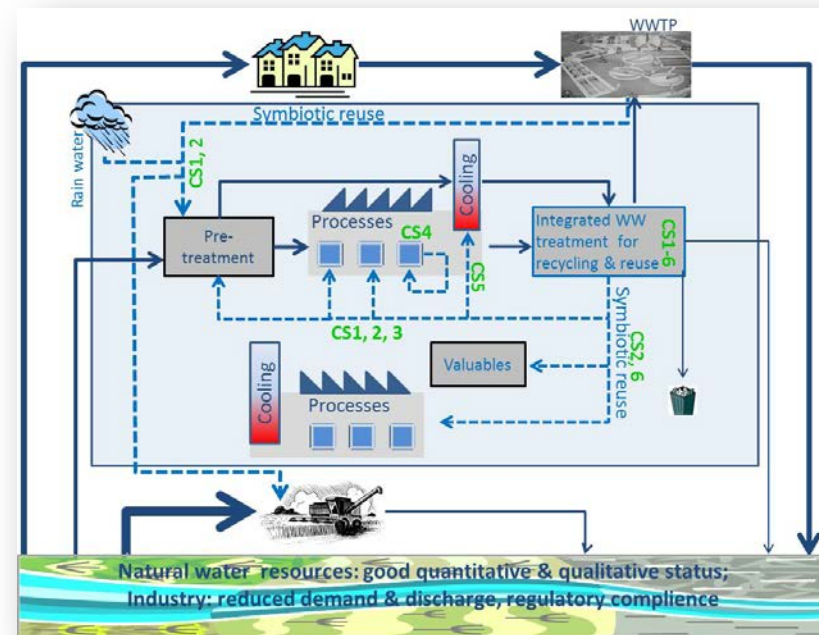 WWTP
Symbiotic reuse
Rain water
CS1, 2
Cooling
Processes
CS4
Pre-
treatment
Integrated WW
treatment for
recycling & reuse
CS1-6
CS5
CS1, 2, 3
Symbiotic reuse
CS2, 6
Valuables
Cooling
Processes
Natural water resources: good quantitative & qualitative status;
Industry: reduced demand & discharge, regulatory complience